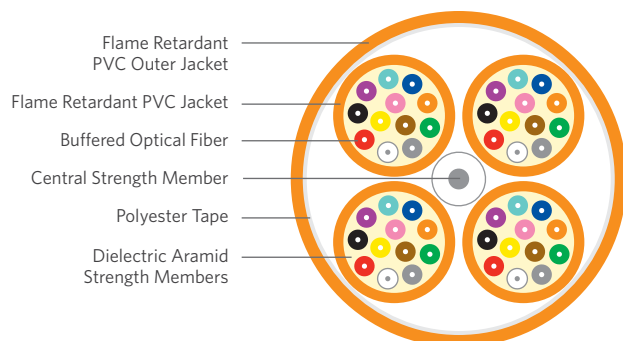 Flame Retardant
PVC Outer Jacket
Flame Retardant PVC Jacket
Buffered Optical Fiber
Central Strength Member
Polyester Tape
Dielectric Aramid
Strength Members